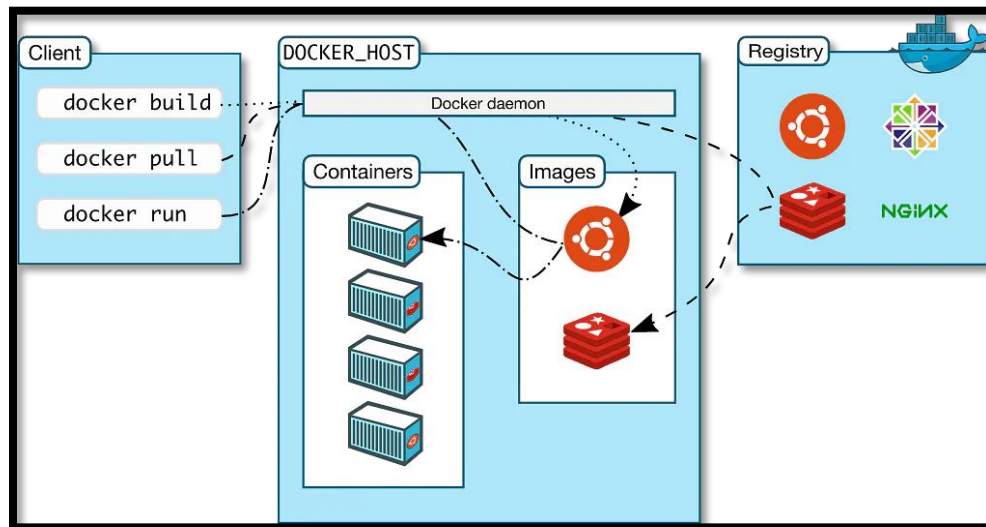 Client
docker build
docker pull
docker run
DOCKER_HOST
Docker daemon
Containers
Images
Registry
NGINX